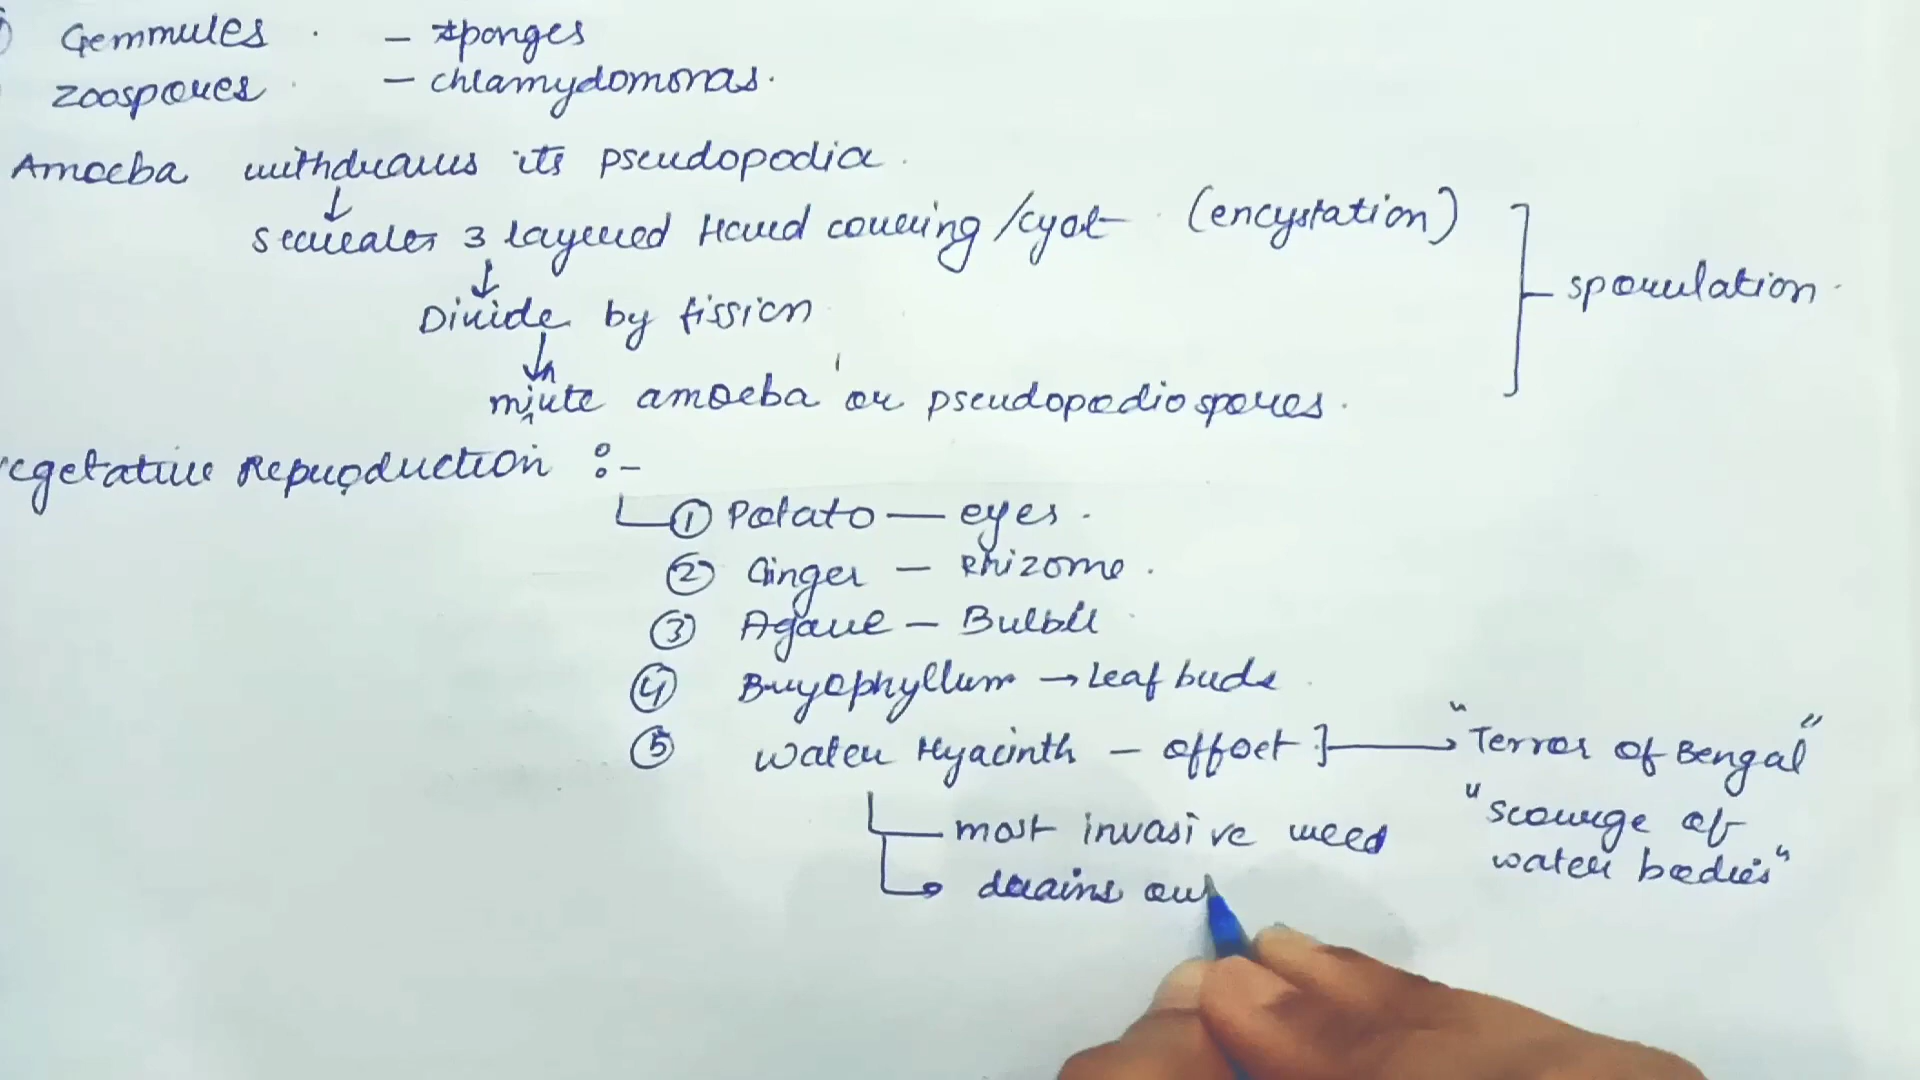 Gemmules - sponges
zoospores - chlamydomonas.
Amoeba withdraws its pseudopodia.
↓
secreates 3 layered Hard covering/cyst (encystation)
↓
Divide by fission
↓
minute amoeba or pseudopodiospores.
sporulation
egetative Reproduction :-
① Potato — eyes.
② Ginger - Rhizome.
③ Agave - Bulbil
④ Bryophyllum → Leaf buds
⑤ Water Hyacinth - offset ] → "Terror of Bengal"
"scourge of
water bodies"
most invasive weed
drains ou